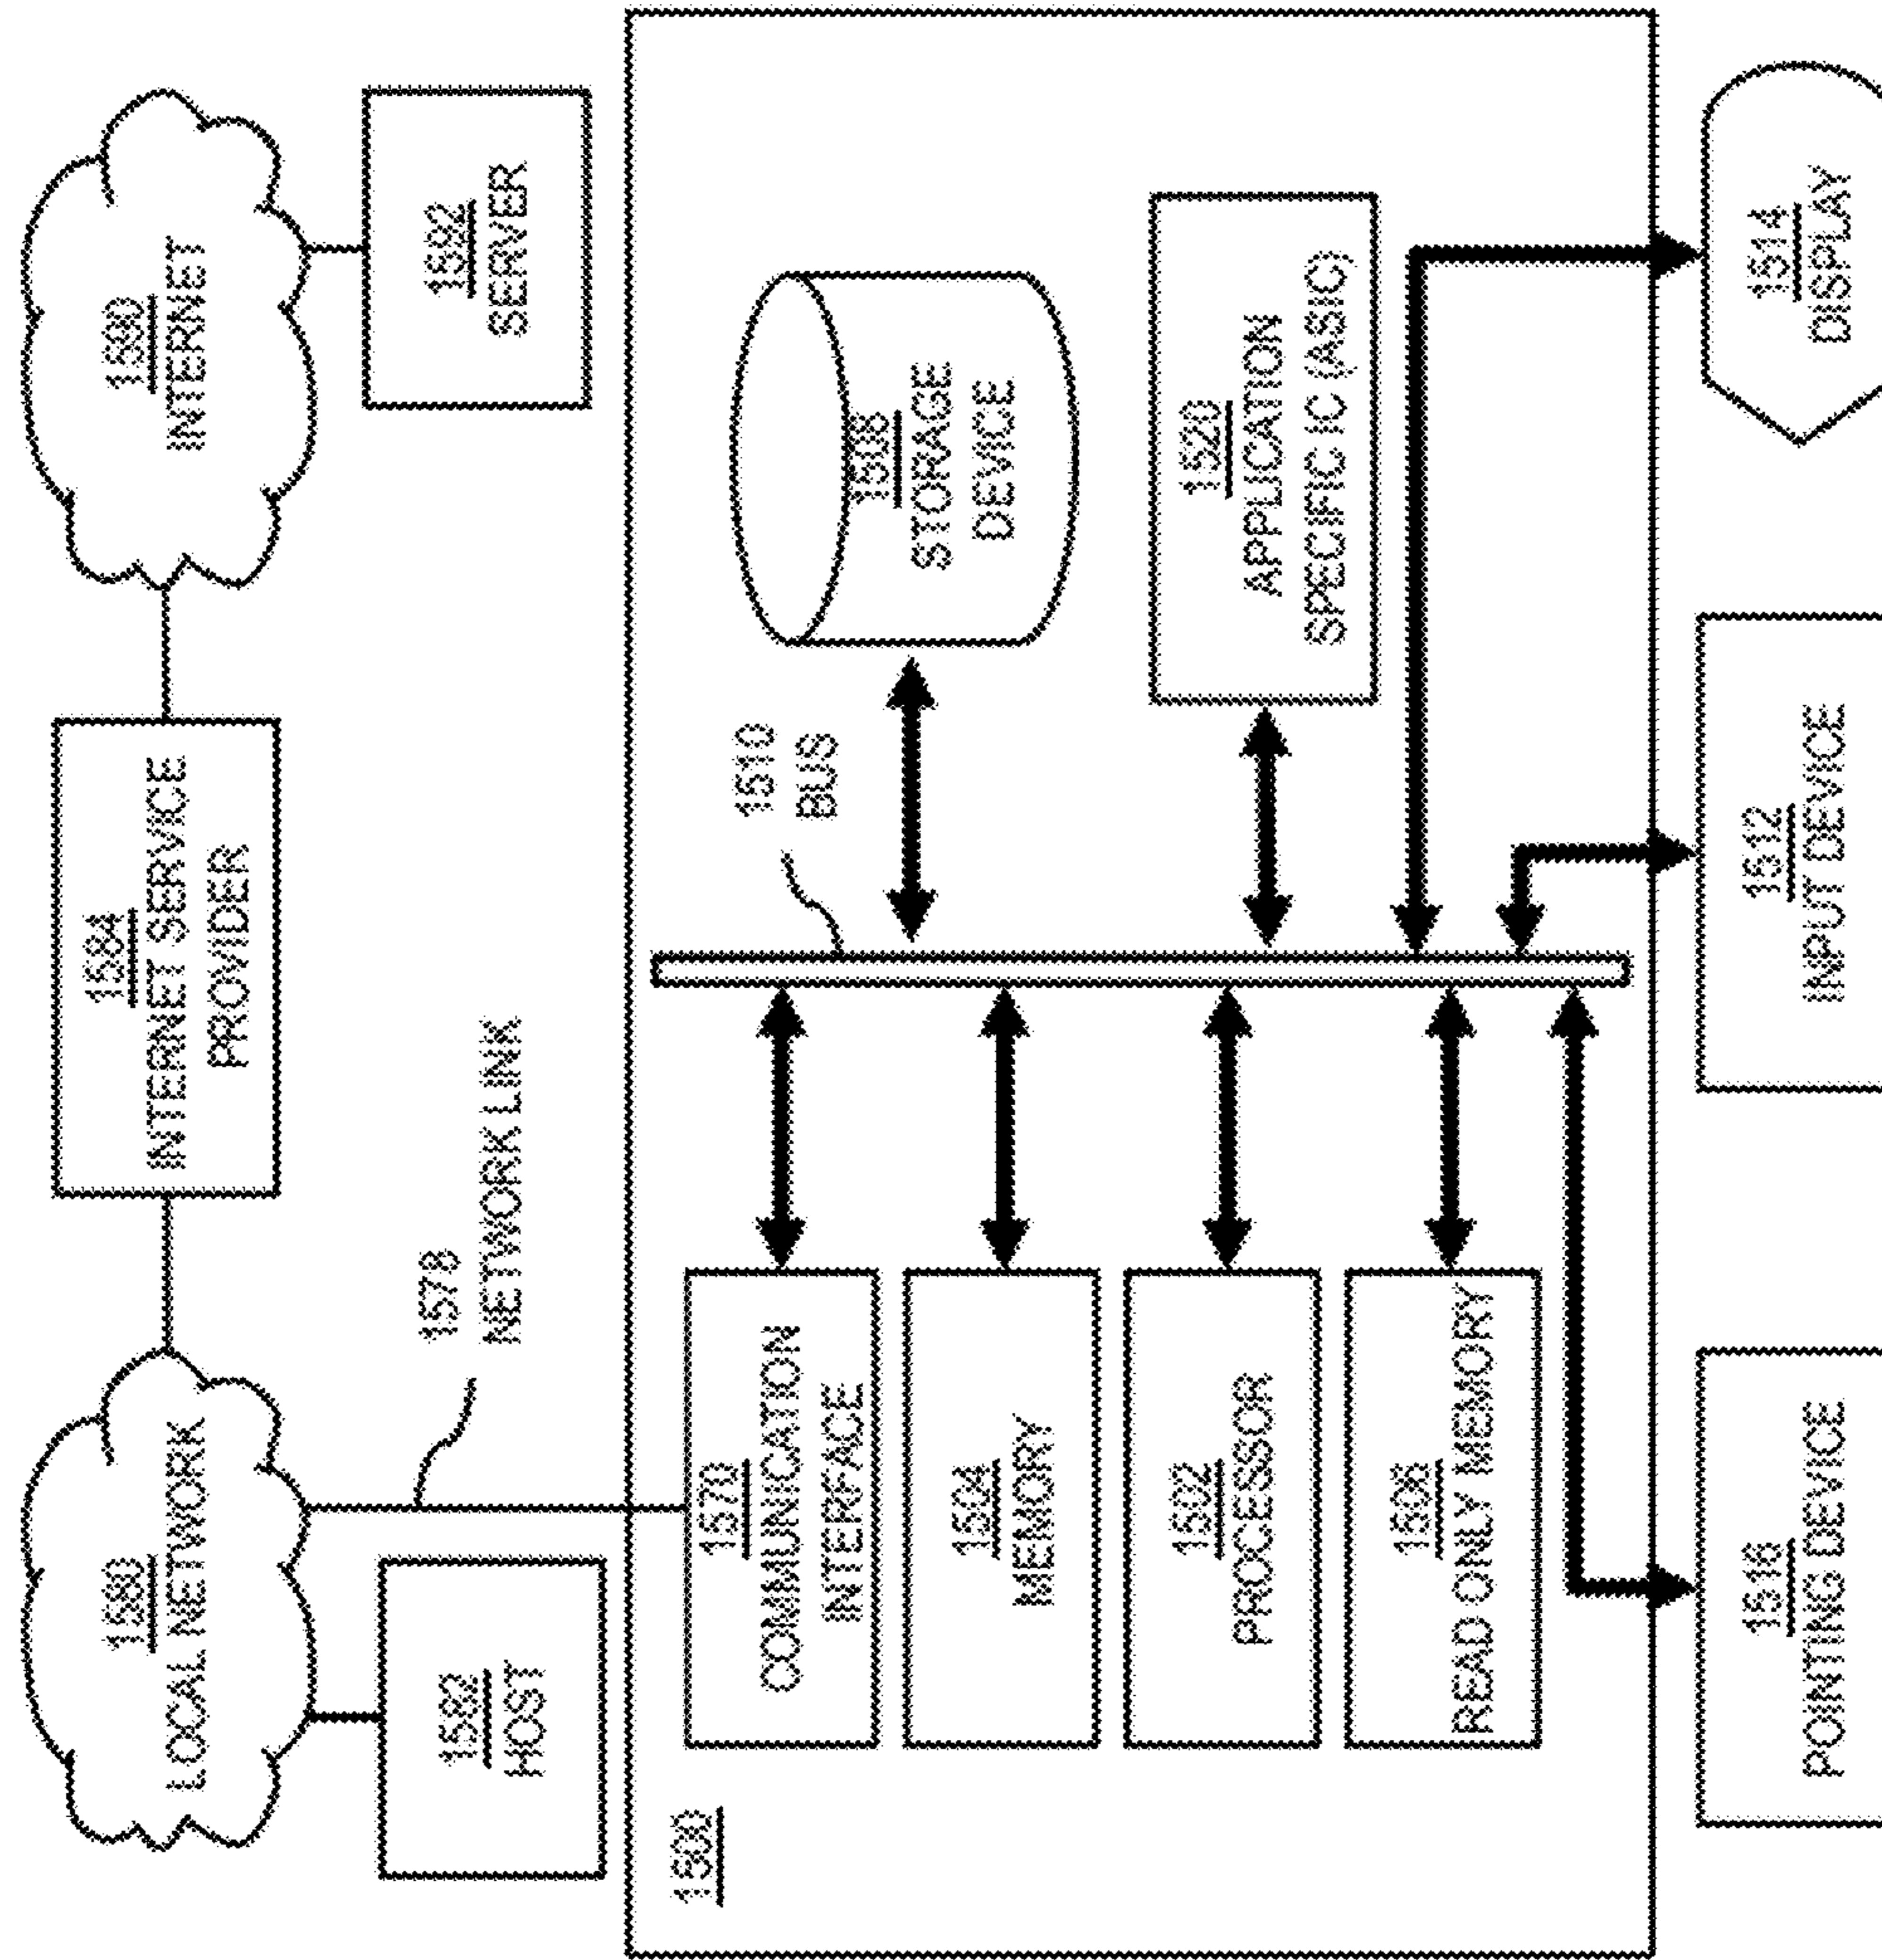 1580
LOCAL NETWORK
1584
INTERNET SERVICE
PROVIDER
1590
INTERNET
1582
HOST
1578
NETWORK LINK
1592
SERVER
1500
1570
COMMUNICATION
INTERFACE
1510
BUS
1508
STORAGE
DEVICE
1504
MEMORY
1502
PROCESSOR
1520
APPLICATION
SPECIFIC IC (ASIC)
1506
READ ONLY MEMORY
1516
POINTING DEVICE
1512
INPUT DEVICE
1514
DISPLAY